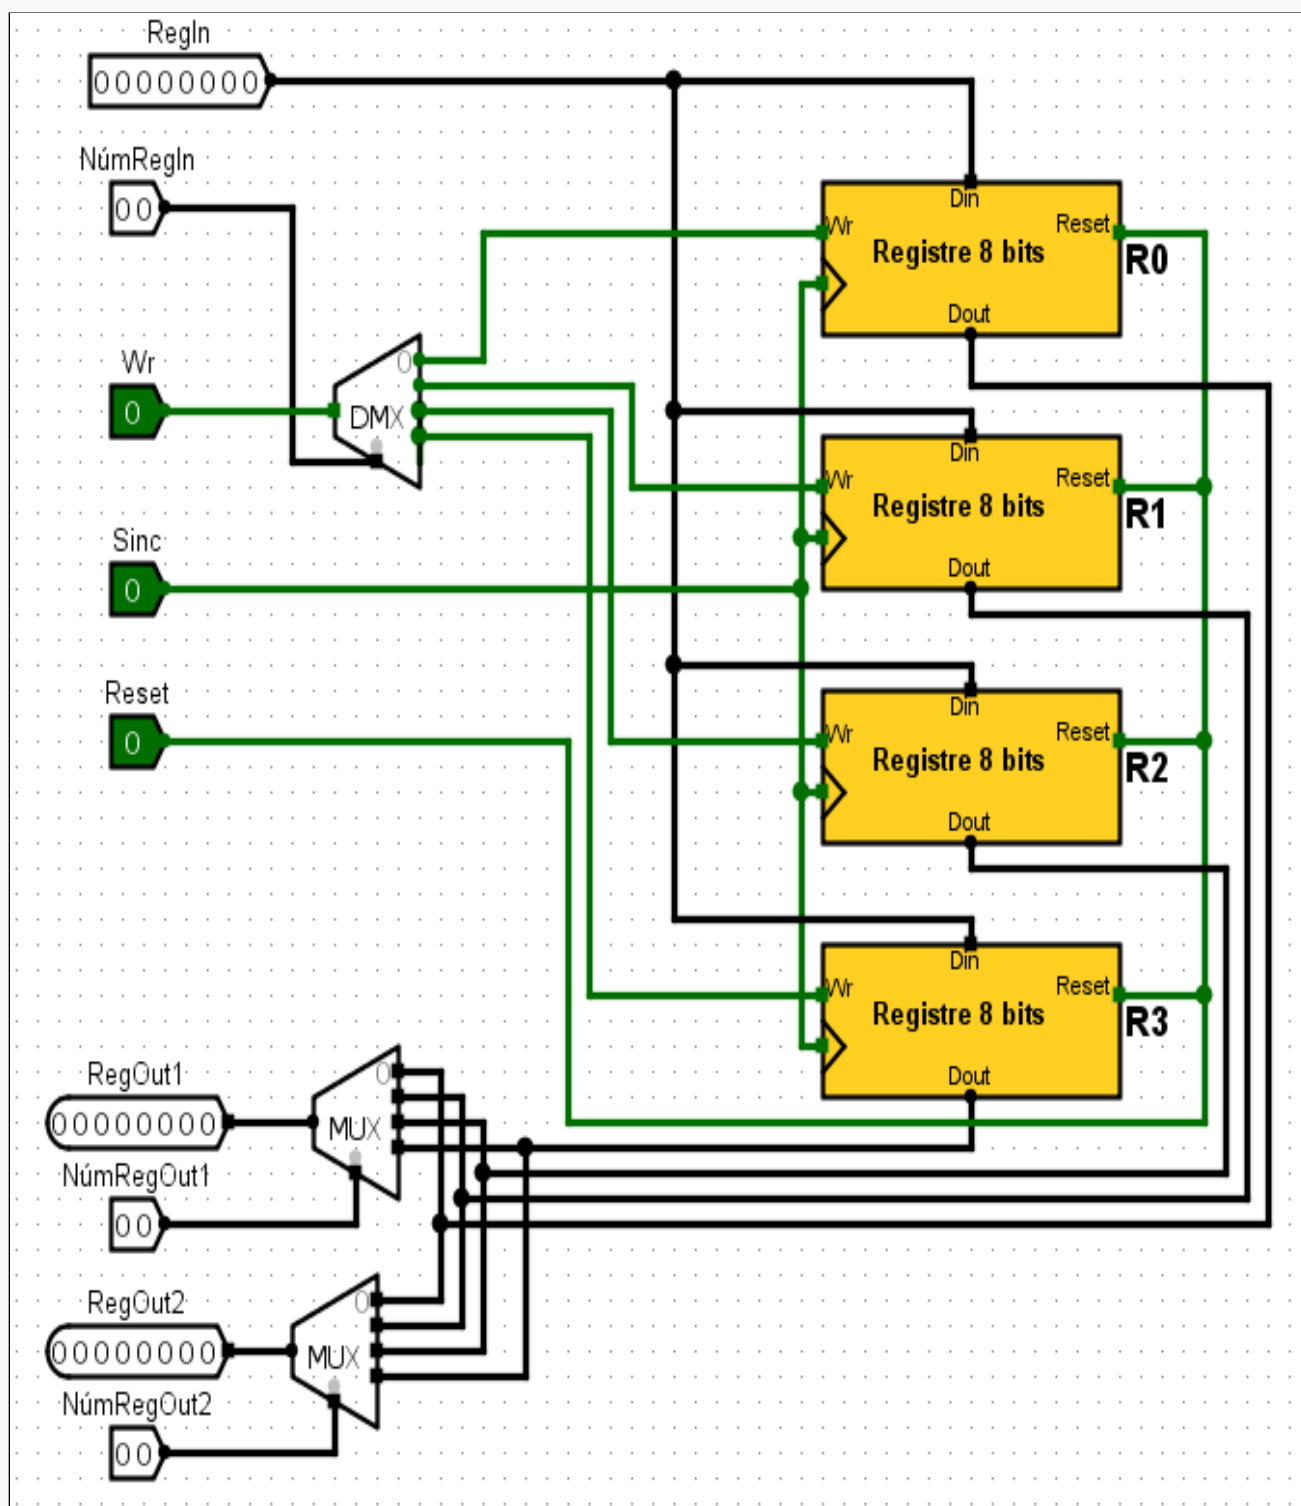 RegIn
00000000
NúmRegIn
00
Wr
0
Sinc
0
Reset
0
0
DMX
Din
Wr
Reset
Registre 8 bits
R0
Dout
Din
Wr
Reset
Registre 8 bits
R1
Dout
Din
Wr
Reset
Registre 8 bits
R2
Dout
Din
Wr
Reset
Registre 8 bits
R3
Dout
RegOut1
00000000
0
MUX
NúmRegOut1
00
RegOut2
00000000
0
MUX
NúmRegOut2
00